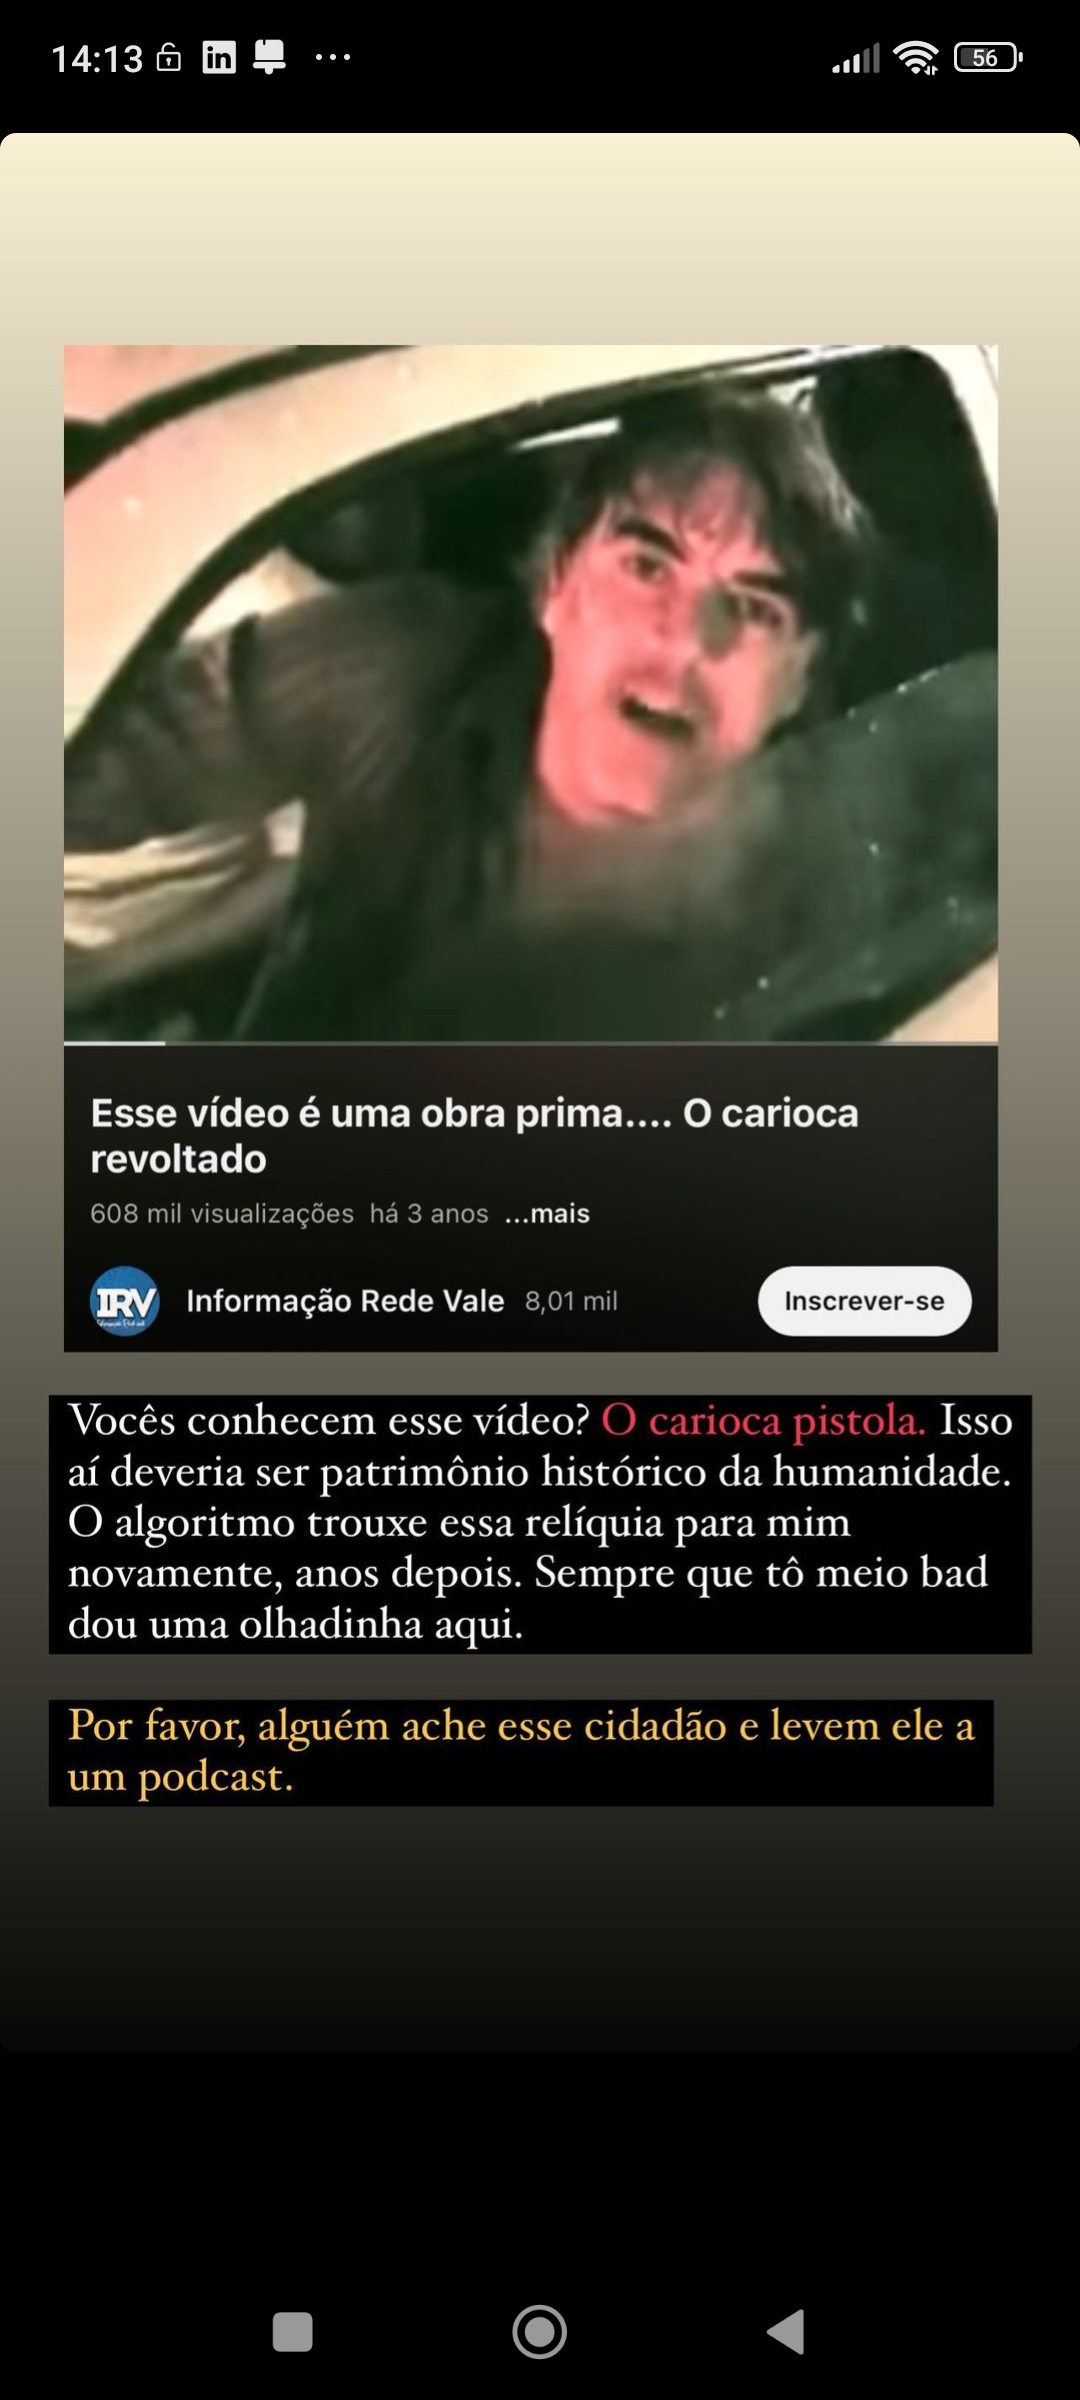 14:13
56
Esse vídeo é uma obra prima.... O carioca
revoltado
608 mil visualizações há 3 anos ...mais
IRV
Informação Rede Vale 8,01 mil
Inscrever-se
Vocês conhecem esse vídeo? O carioca pistola. Isso
aí deveria ser patrimônio histórico da humanidade.
O algoritmo trouxe essa relíquia para mim
novamente, anos depois. Sempre que tô meio bad
dou uma olhadinha aqui.
Por favor, alguém ache esse cidadão e levem ele a
um podcast.